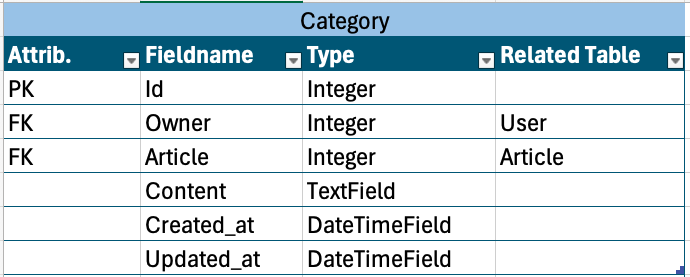 Category
Attrib. Fieldname Type Related Table
PK Id Integer
FK Owner Integer User
FK Article Integer Article
Content TextField
Created_at DateTimeField
Updated_at DateTimeField